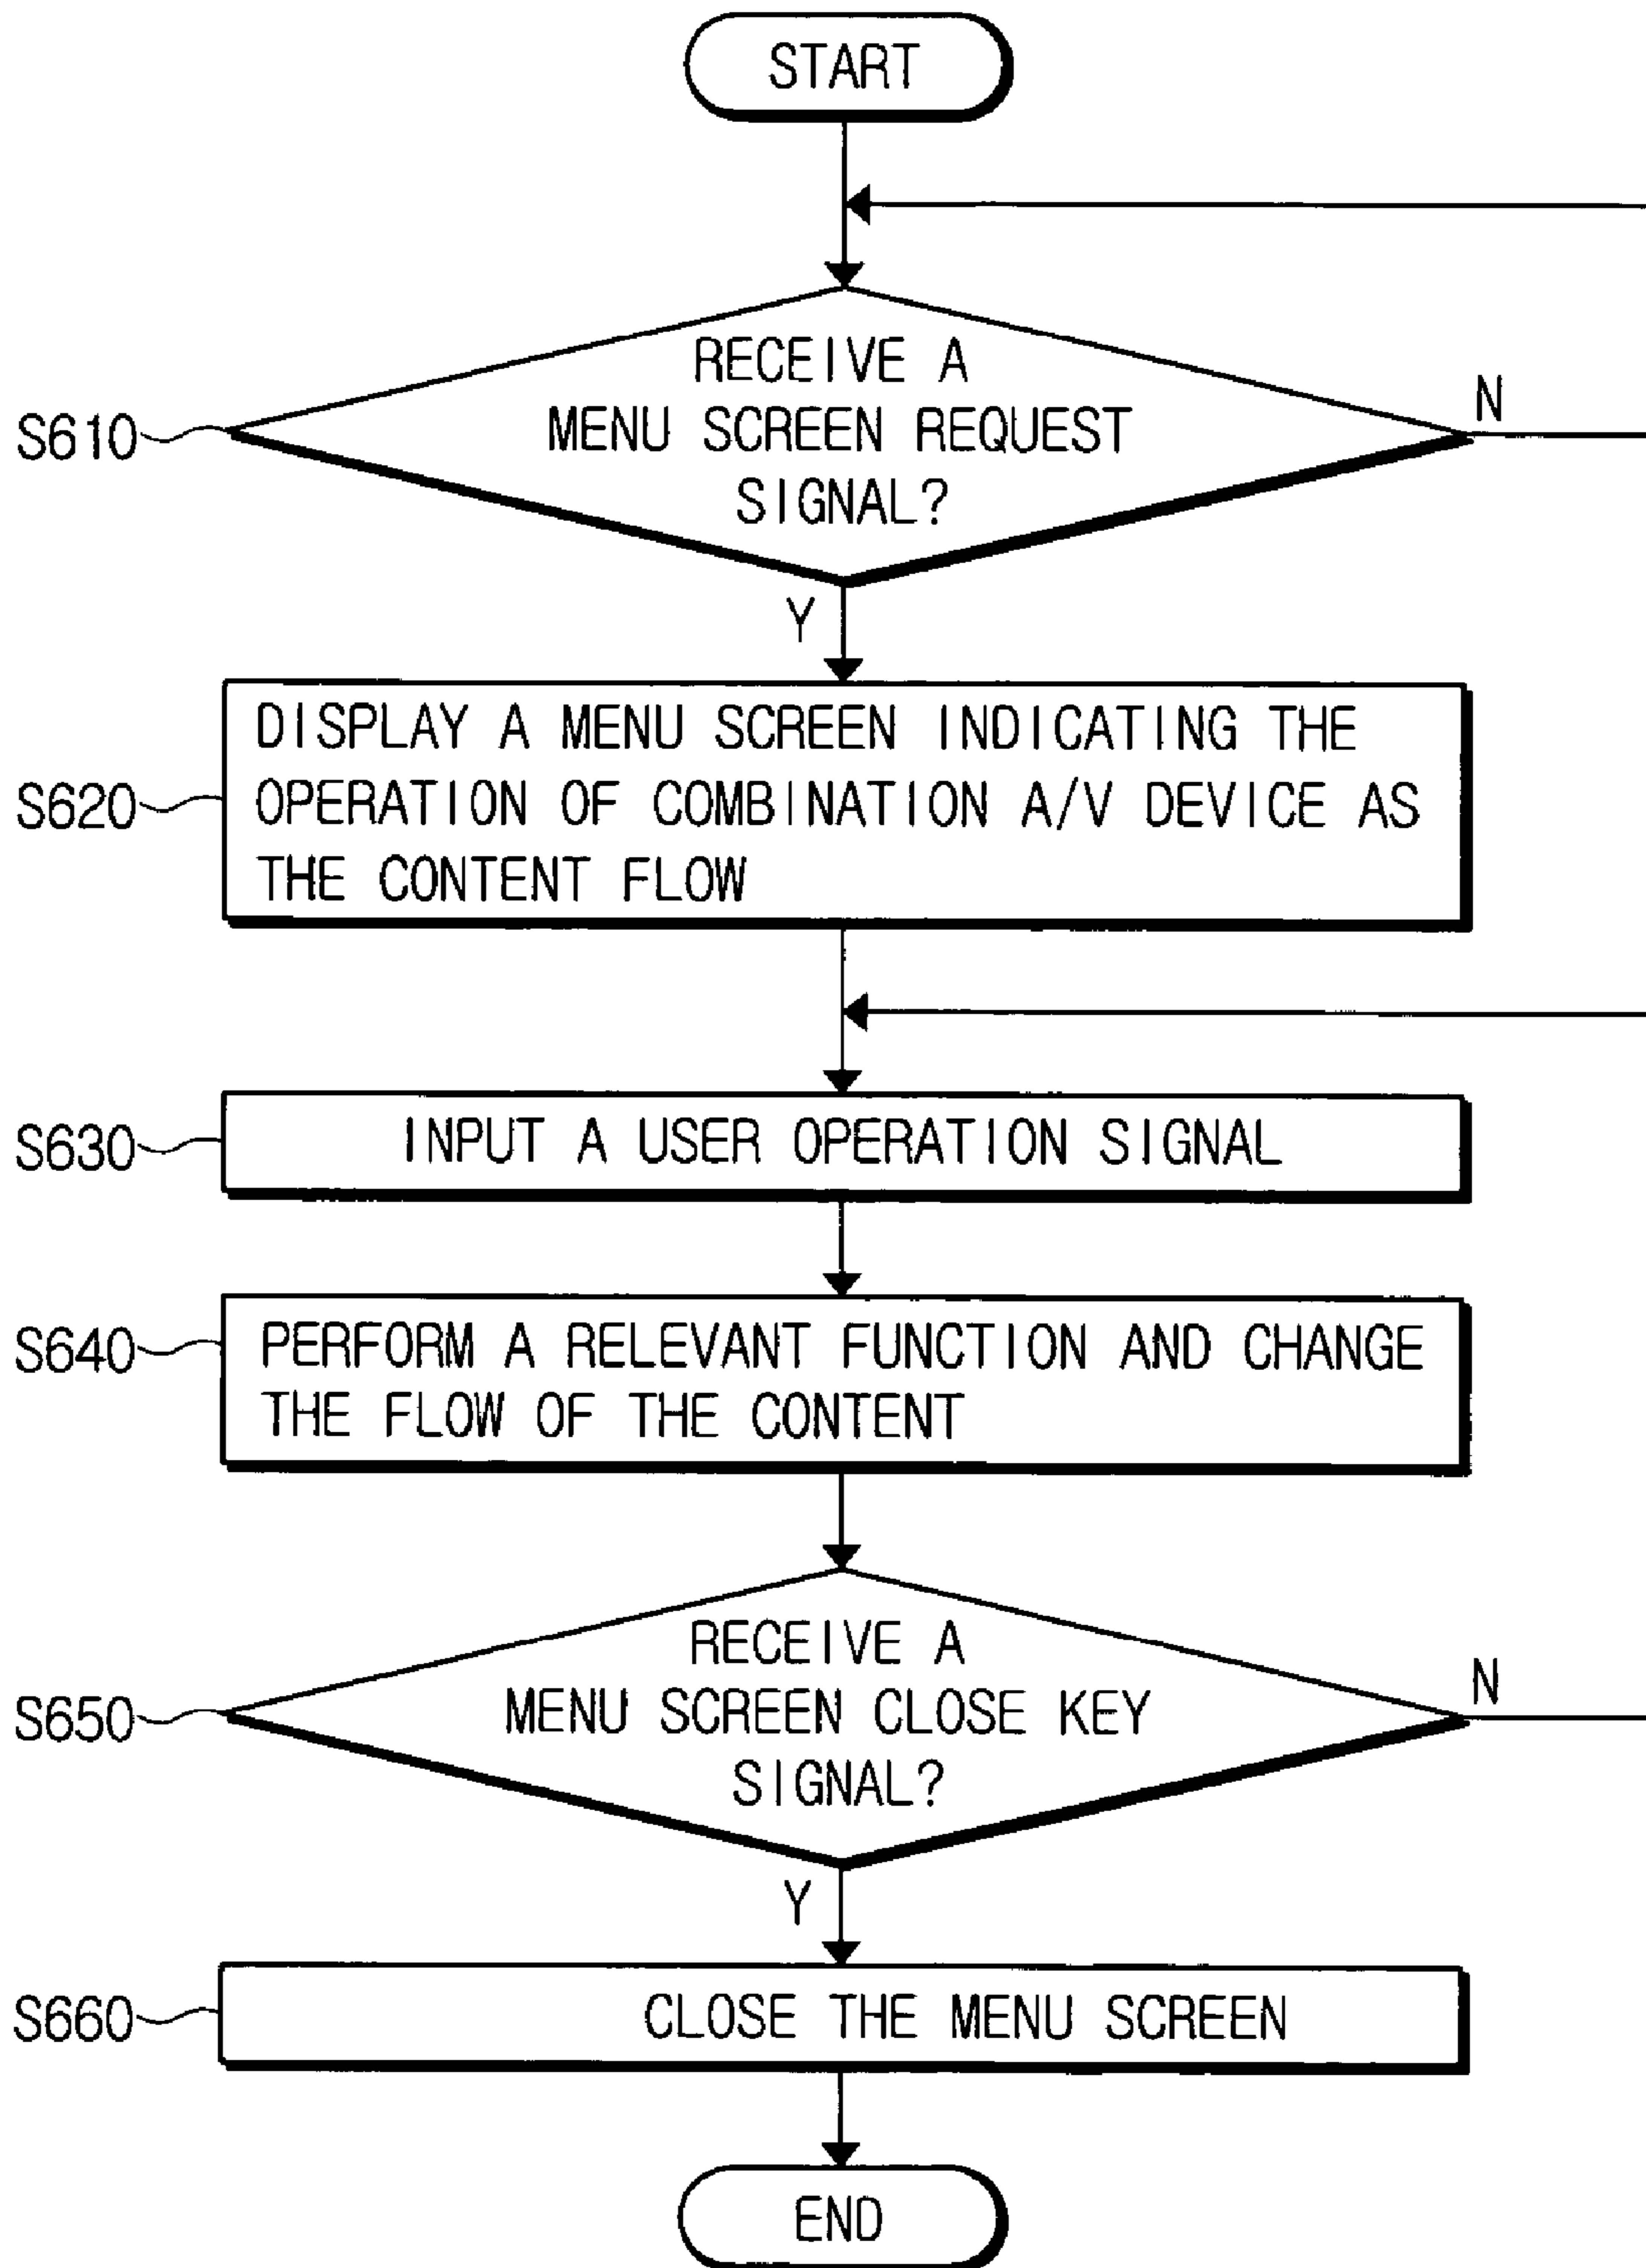 START
RECEIVE A
MENU SCREEN REQUEST
SIGNAL?
S610
N
Y
DISPLAY A MENU SCREEN INDICATING THE
OPERATION OF COMBINATION A/V DEVICE AS
THE CONTENT FLOW
S620
INPUT A USER OPERATION SIGNAL
S630
PERFORM A RELEVANT FUNCTION AND CHANGE
THE FLOW OF THE CONTENT
S640
RECEIVE A
MENU SCREEN CLOSE KEY
SIGNAL?
S650
N
Y
CLOSE THE MENU SCREEN
S660
END